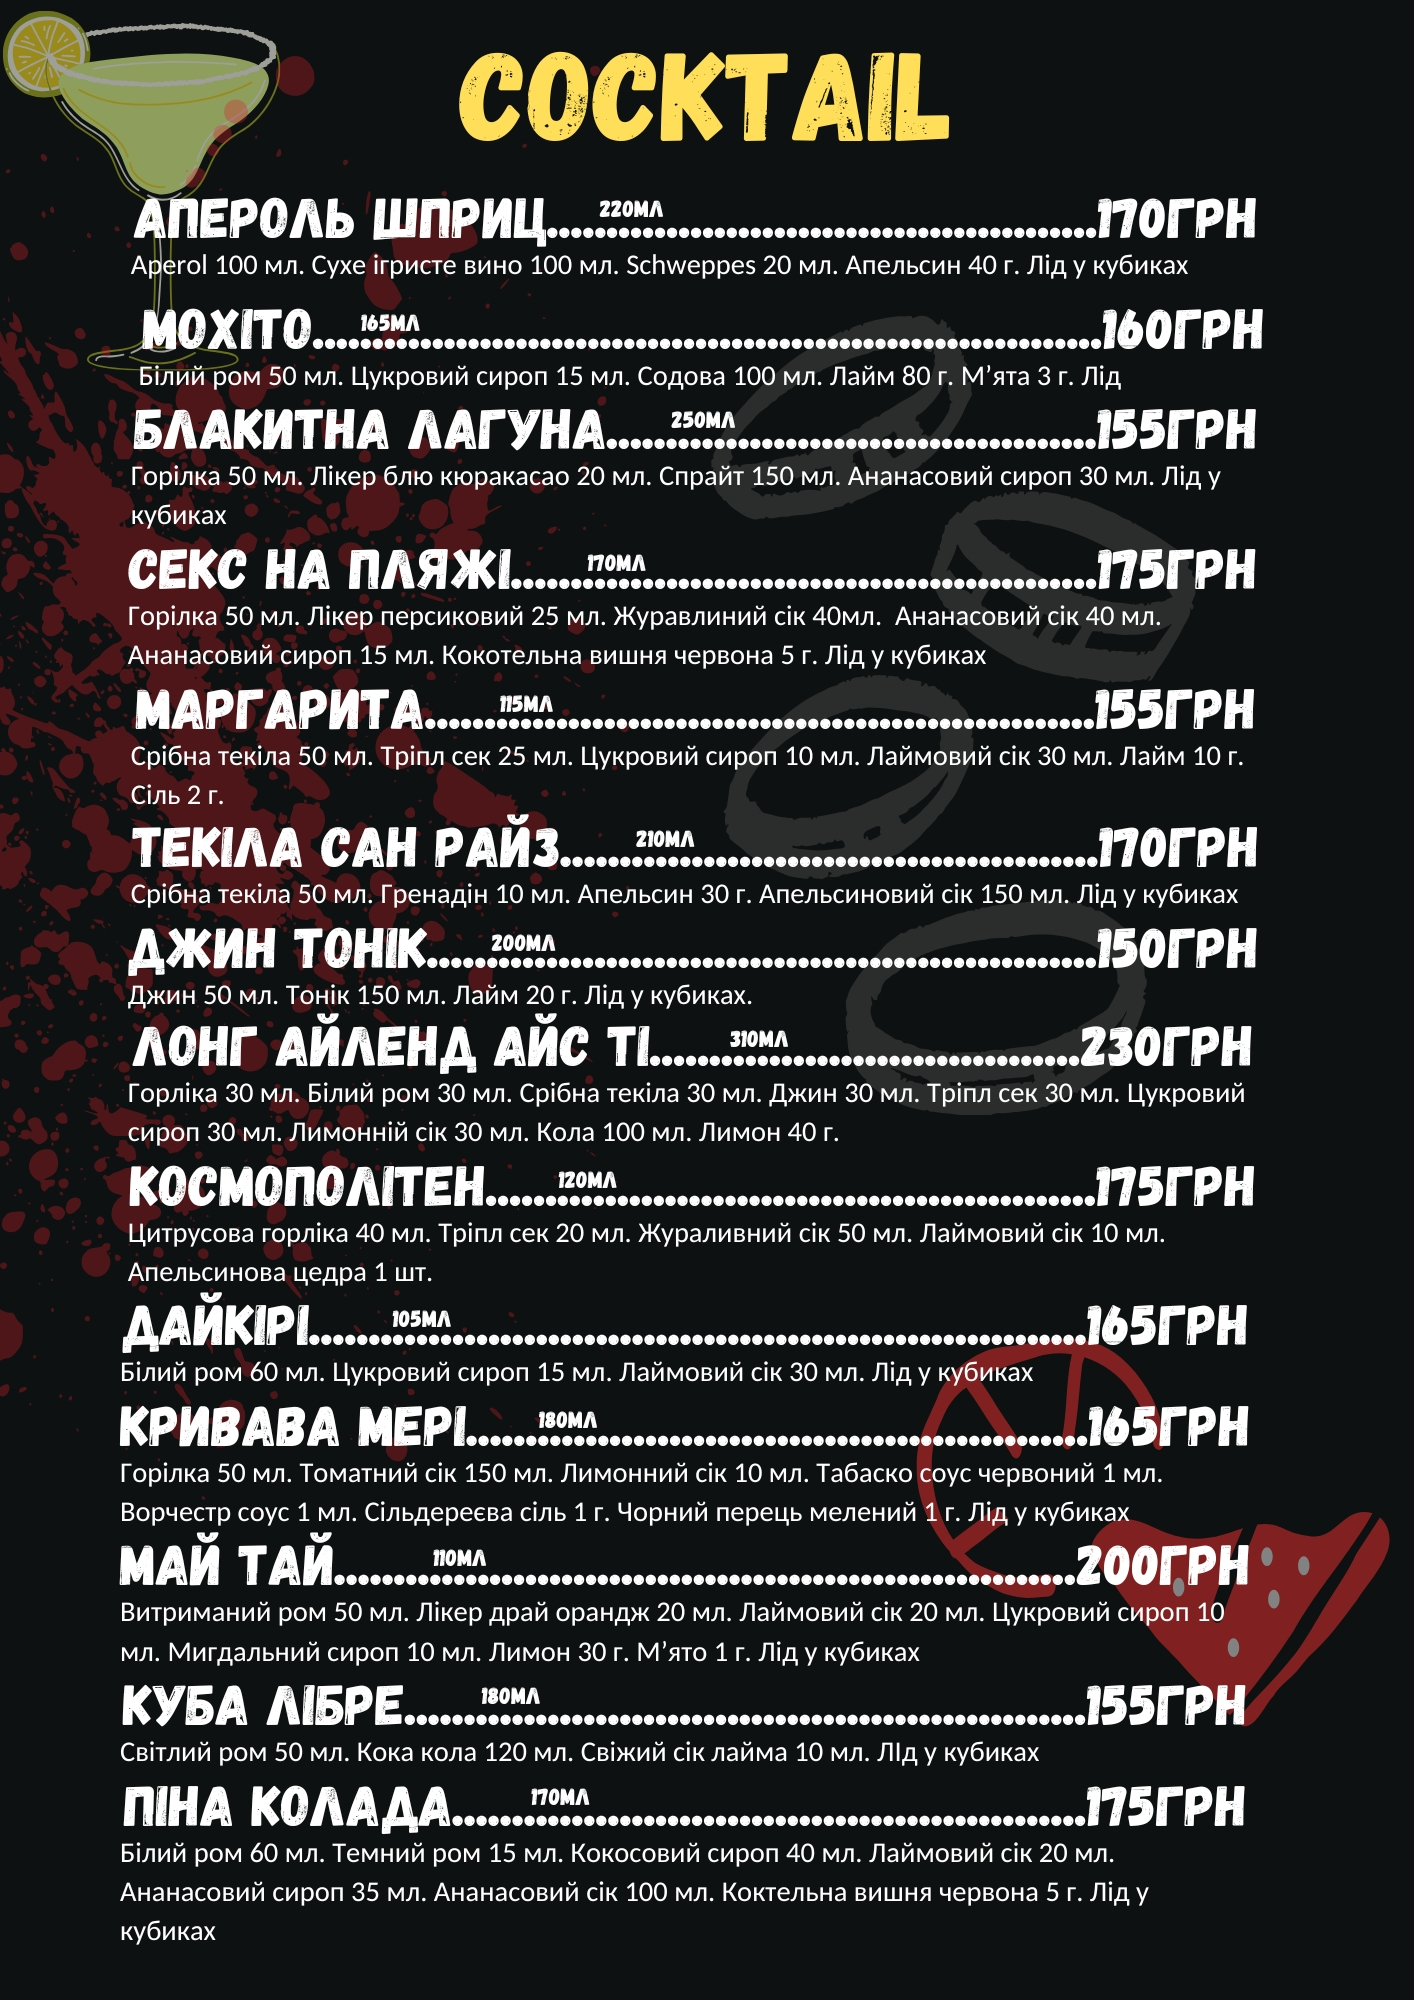 COCKTAIL
АПЕРОЛЬ ШПРИЦ 220МЛ 170ГРН
Aperol 100 мл. Сухе ігристе вино 100 мл. Schweppes 20 мл. Апельсин 40 г. Лід у кубиках
МОХІТО 165МЛ 160ГРН
Білий ром 50 мл. Цукровий сироп 15 мл. Содова 100 мл. Лайм 80 г. М’ята 3 г. Лід
БЛАКИТНА ЛАГУНА 250МЛ 155ГРН
Горілка 50 мл. Лікер блю кюракасао 20 мл. Спрайт 150 мл. Ананасовий сироп 30 мл. Лід у
кубиках
СЕКС НА ПЛЯЖІ 170МЛ 175ГРН
Горілка 50 мл. Лікер персиковий 25 мл. Журавлиний сік 40мл.  Ананасовий сік 40 мл.
Ананасовий сироп 15 мл. Кокотельна вишня червона 5 г. Лід у кубиках
МАРГАРИТА 115МЛ 155ГРН
Срібна текіла 50 мл. Тріпл сек 25 мл. Цукровий сироп 10 мл. Лаймовий сік 30 мл. Лайм 10 г.
Сіль 2 г.
ТЕКІЛА САН РАЙЗ 210МЛ 170ГРН
Срібна текіла 50 мл. Гренадін 10 мл. Апельсин 30 г. Апельсиновий сік 150 мл. Лід у кубиках
ДЖИН ТОНІК 200МЛ 150ГРН
Джин 50 мл. Тонік 150 мл. Лайм 20 г. Лід у кубиках.
ЛОНГ АЙЛЕНД АЙС ТІ 310МЛ 230ГРН
Горліка 30 мл. Білий ром 30 мл. Срібна текіла 30 мл. Джин 30 мл. Тріпл сек 30 мл. Цукровий
сироп 30 мл. Лимонній сік 30 мл. Кола 100 мл. Лимон 40 г.
КОСМОПОЛІТЕН 120МЛ 175ГРН
Цитрусова горліка 40 мл. Тріпл сек 20 мл. Жураливний сік 50 мл. Лаймовий сік 10 мл.
Апельсинова цедра 1 шт.
ДАЙКІРІ 105МЛ 165ГРН
Білий ром 60 мл. Цукровий сироп 15 мл. Лаймовий сік 30 мл. Лід у кубиках
КРИВАВА МЕРІ 180МЛ 165ГРН
Горілка 50 мл. Томатний сік 150 мл. Лимонний сік 10 мл. Табаско соус червоний 1 мл.
Ворчестр соус 1 мл. Сільдереєва сіль 1 г. Чорний перець мелений 1 г. Лід у кубиках
МАЙ ТАЙ 110МЛ 200ГРН
Витриманий ром 50 мл. Лікер драй орандж 20 мл. Лаймовий сік 20 мл. Цукровий сироп 10
мл. Мигдальний сироп 10 мл. Лимон 30 г. М’ято 1 г. Лід у кубиках
КУБА ЛІБРЕ 180МЛ 155ГРН
Світлий ром 50 мл. Кока кола 120 мл. Свіжий сік лайма 10 мл. ЛІд у кубиках
ПІНА КОЛАДА 170МЛ 175ГРН
Білий ром 60 мл. Темний ром 15 мл. Кокосовий сироп 40 мл. Лаймовий сік 20 мл.
Ананасовий сироп 35 мл. Ананасовий сік 100 мл. Коктельна вишня червона 5 г. Лід у
кубиках